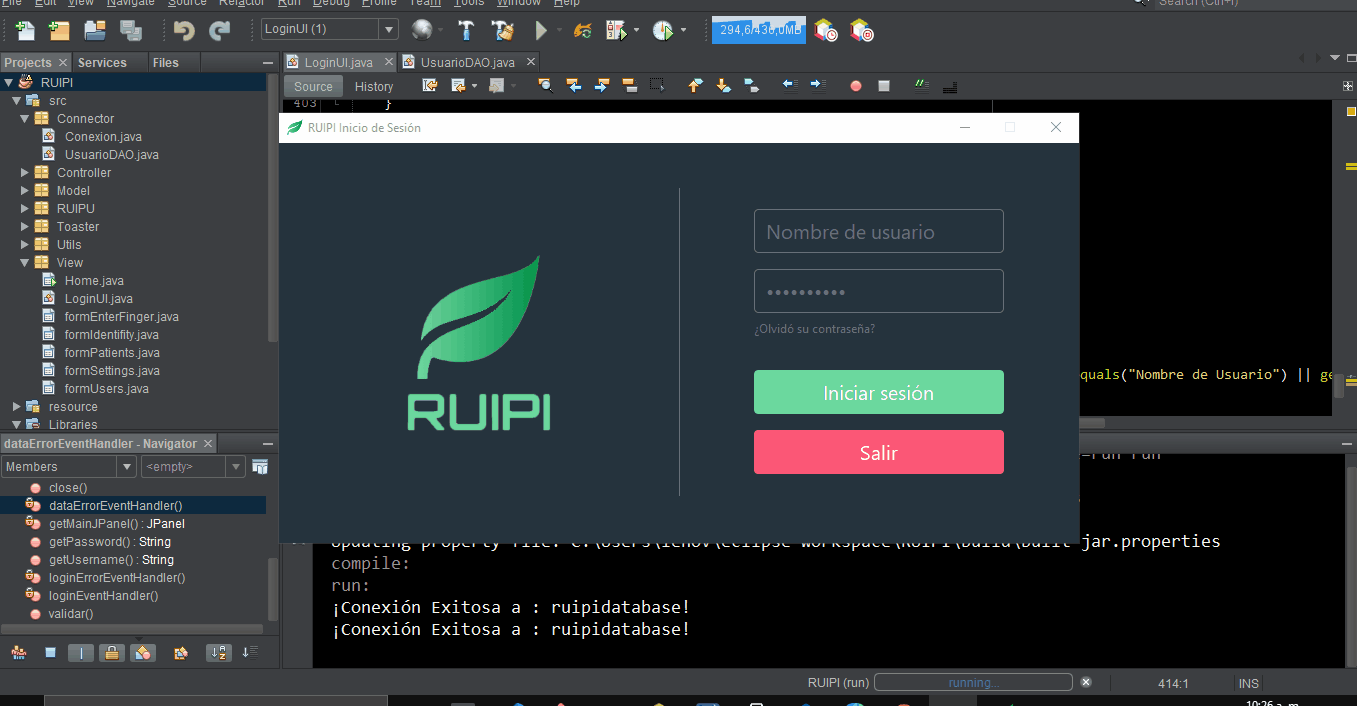 File Edit View Navigate Source Refactor Run Debug Profile Team Tools Window Help
Search (Ctrl+I)
LoginUI (1)
294,6/430,0MB
Projects Services Files
LoginUI.java UsuarioDAO.java
Source History
RUIPI
src
Connector
Conexion.java
UsuarioDAO.java
Controller
Model
RUIPU
Toaster
Utils
View
Home.java
LoginUI.java
formEnterFinger.java
formIdentifity.java
formPatients.java
formSettings.java
formUsers.java
resource
Libraries
403 }
RUIPI Inicio de Sesión
RUIPI
Nombre de usuario
••••••••••
¿Olvidó su contraseña?
Iniciar sesión
Salir
quals("Nombre de Usuario") || ge
dataErrorEventHandler - Navigator
Members <empty>
close()
dataErrorEventHandler()
getMainJPanel() : JPanel
getPassword() : String
getUsername() : String
loginErrorEventHandler()
loginEventHandler()
validar()
=run run
Updating property file: C:\Users\lenov\eclipse-workspace\RUIPI\build\built-jar.properties
compile:
run:
¡Conexión Exitosa a : ruipidatabase!
¡Conexión Exitosa a : ruipidatabase!
RUIPI (run) running... 414:1 INS
10:26 a. m.